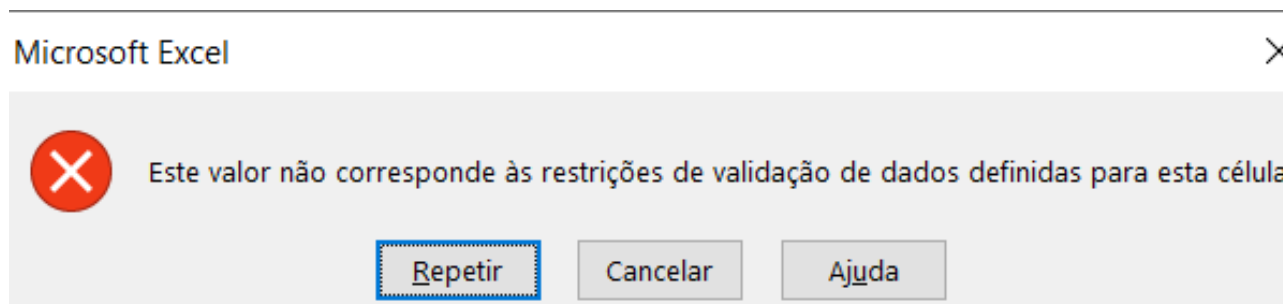 Microsoft Excel
Este valor não corresponde às restrições de validação de dados definidas para esta célula
Repetir Cancelar Ajuda